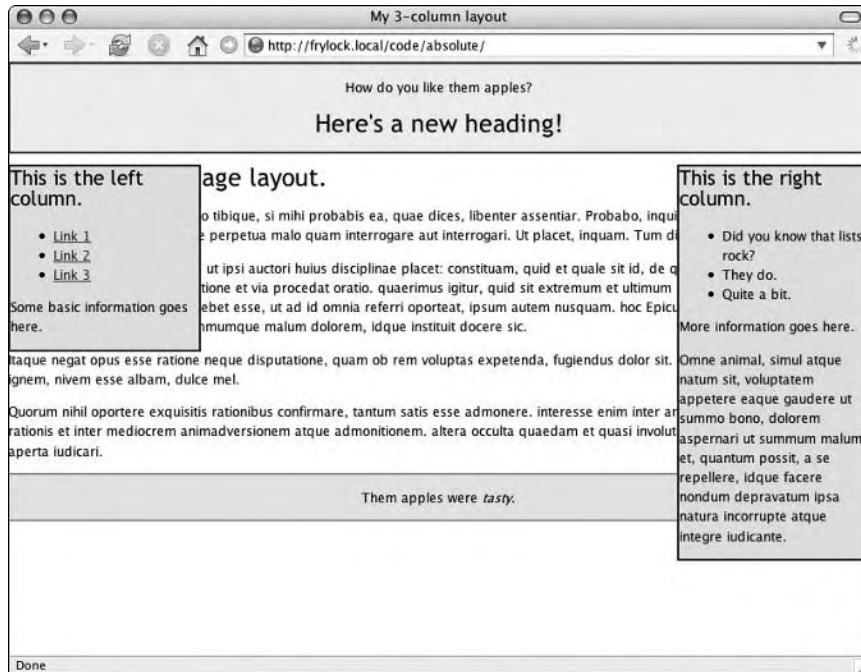 My 3-column layout
http://frylock.local/code/absolute/
How do you like them apples?
Here's a new heading!
This is the left
column.
• Link 1
• Link 2
• Link 3
Some basic information goes
here.
age layout.
o tibique, si mihi probabis ea, quae dices, libenter assentiar. Probabo, inqui
e perpetua malo quam interrogare aut interrogari. Ut placet, inquam. Tum di
ut ipsi auctori huius disciplinae placet: constituam, quid et quale sit id, de q
tione et via procedat oratio. quaerimus igitur, quid sit extremum et ultimum
ebet esse, ut ad id omnia referri oporteat, ipsum autem nusquam. hoc Epicu
mmumque malum dolorem, idque instituit docere sic.
Itaque negat opus esse ratione neque disputatione, quam ob rem voluptas expetenda, fugiendus dolor sit.
ignem, nivem esse albam, dulce mel.
Quorum nihil oportere exquisitis rationibus confirmare, tantum satis esse admonere. interesse enim inter ar
rationis et inter mediocrem animadversionem atque admonitionem. altera occulta quaedam et quasi involut
aperta iudicari.
This is the right
column.
• Did you know that lists
rock?
• They do.
• Quite a bit.
More information goes here.
Omne animal, simul atque
natum sit, voluptatem
appetere eaque gaudere ut
summo bono, dolorem
aspernari ut summum malum
et, quantum possit, a se
repellere, idque facere
nondum depravatum ipsa
natura incorrupte atque
integre iudicante.
Them apples were tasty.
Done